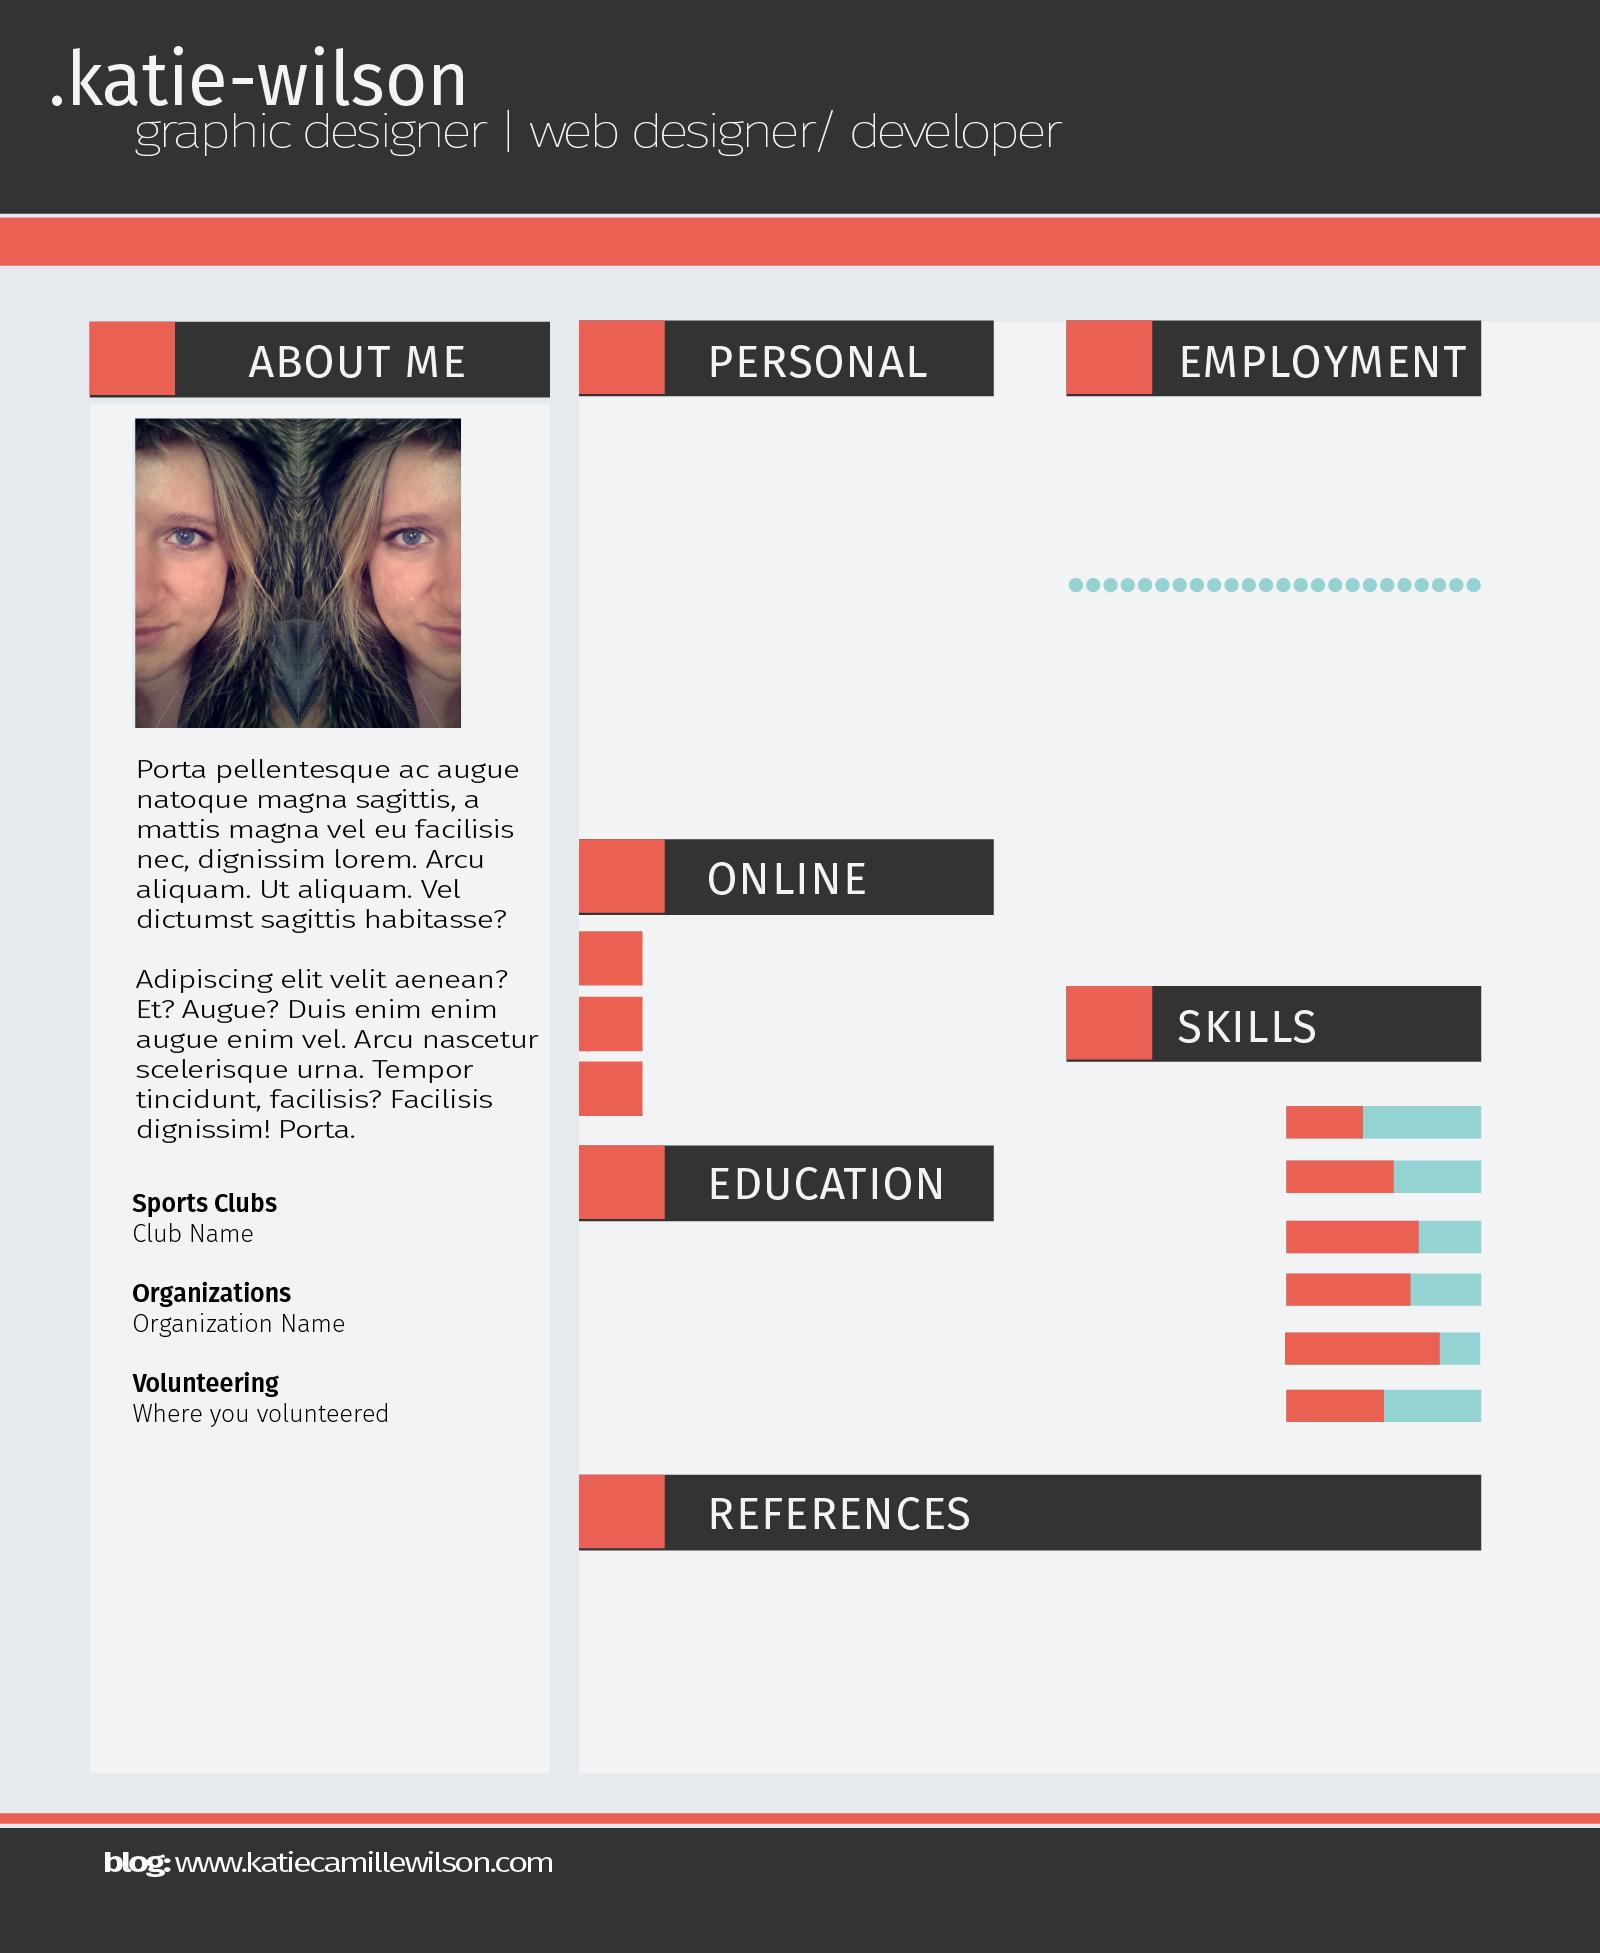 .katie-wilson
graphic designer | web designer/ developer
ABOUT ME
Porta pellentesque ac augue
natoque magna sagittis, a
mattis magna vel eu facilisis
nec, dignissim lorem. Arcu
aliquam. Ut aliquam. Vel
dictumst sagittis habitasse?
Adipiscing elit velit aenean?
Et? Augue? Duis enim enim
augue enim vel. Arcu nascetur
scelerisque urna. Tempor
tincidunt, facilisis? Facilisis
dignissim! Porta.
Sports Clubs
Club Name
Organizations
Organization Name
Volunteering
Where you volunteered
PERSONAL
ONLINE
EDUCATION
EMPLOYMENT
SKILLS
REFERENCES
blog: www.katiecamillewilson.com